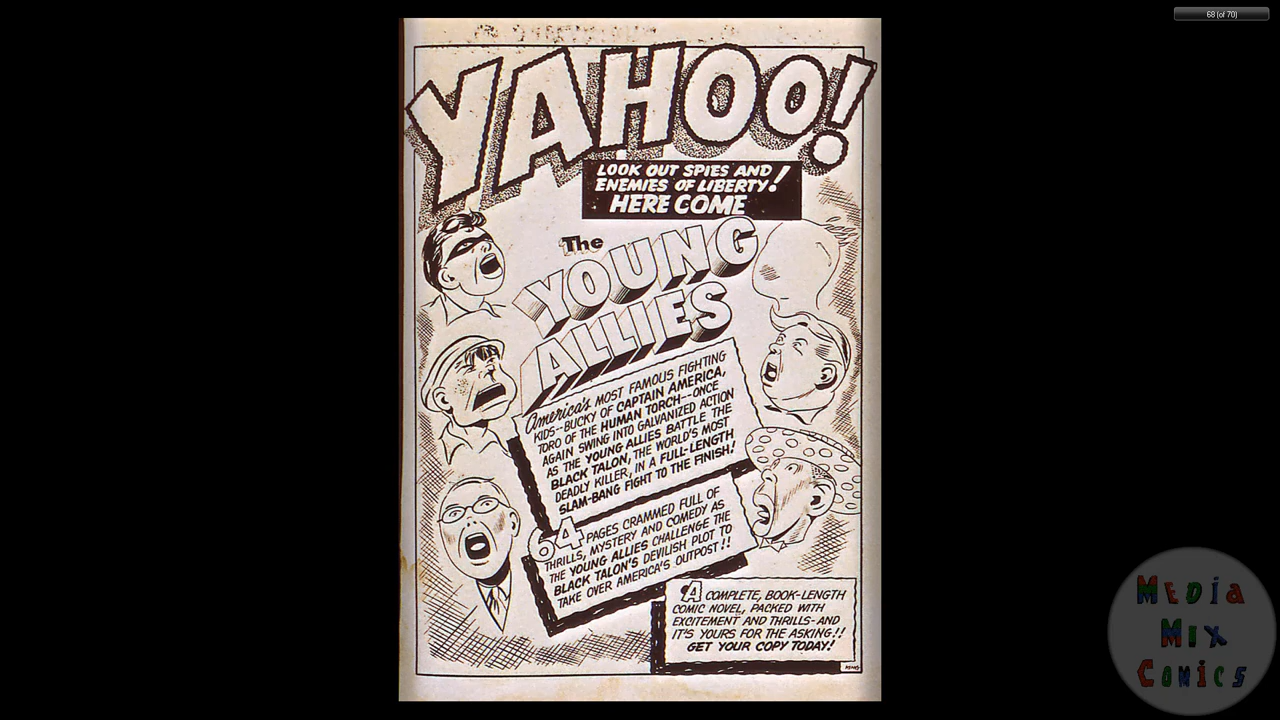 68 (of 70)
YAHOO!
LOOK OUT SPIES AND
ENEMIES OF LIBERTY!
HERE COME
The
YOUNG
ALLIES
America's MOST FAMOUS FIGHTING
KIDS--BUCKY OF CAPTAIN AMERICA,
TORO OF THE HUMAN TORCH--ONCE
AGAIN SWING INTO GALVANIZED ACTION
AS THE YOUNG ALLIES BATTLE THE
BLACK TALON, THE WORLD'S MOST
DEADLY KILLER, IN A FULL-LENGTH
SLAM-BANG FIGHT TO THE FINISH!
64 PAGES CRAMMED FULL OF
THRILLS, MYSTERY AND COMEDY AS
THE YOUNG ALLIES CHALLENGE THE
BLACK TALON'S DEVILISH PLOT TO
TAKE OVER AMERICA'S OUTPOST!!
A COMPLETE, BOOK-LENGTH
COMIC NOVEL, PACKED WITH
EXCITEMENT AND THRILLS-AND
IT'S YOURS FOR THE ASKING!!
GET YOUR COPY TODAY!
MEDiA
MiX
COMiCS